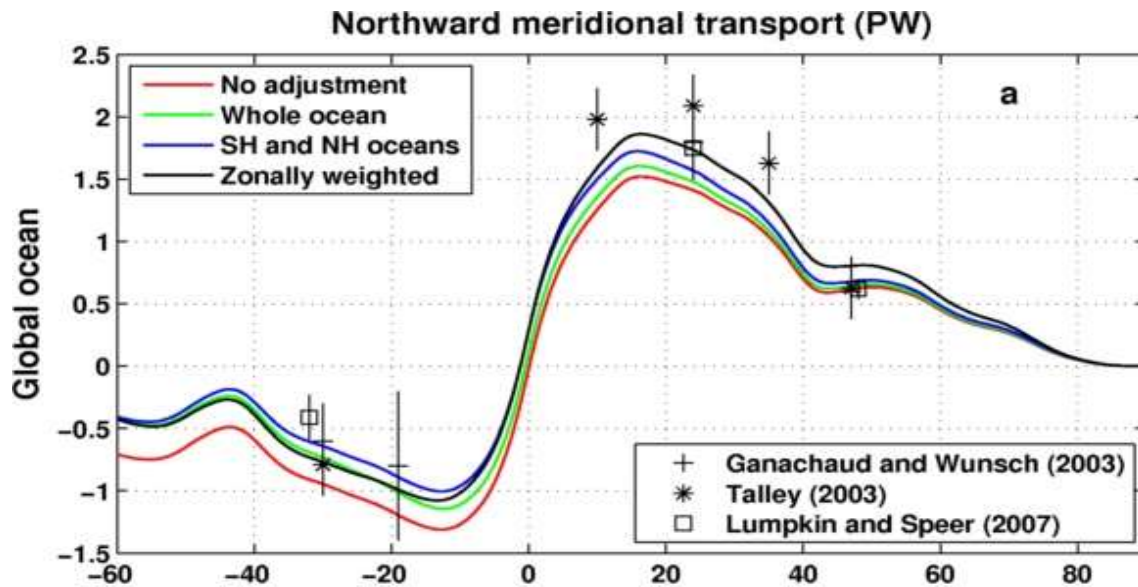 Northward meridional transport (PW)
2.5
2
1.5
1
0.5
0
−0.5
−1
−1.5
Global ocean
No adjustment
Whole ocean
SH and NH oceans
Zonally weighted
a
Ganachaud and Wunsch (2003)
Talley (2003)
Lumpkin and Speer (2007)
−60 −40 −20 0 20 40 60 80